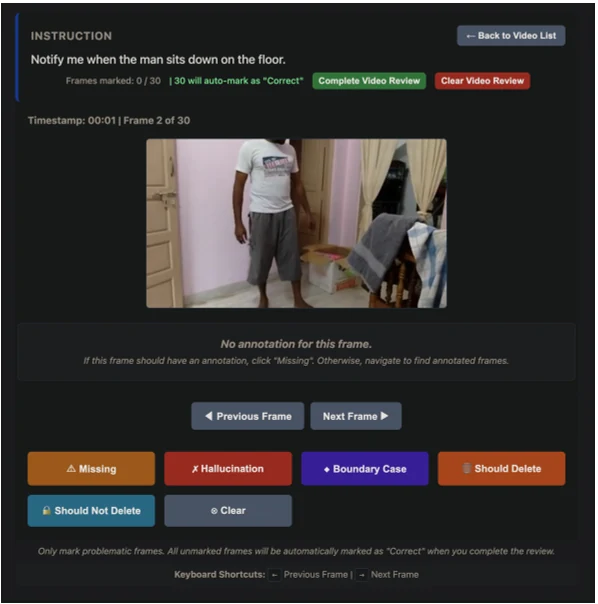 INSTRUCTION
← Back to Video List
Notify me when the man sits down on the floor.
Frames marked: 0 / 30 | 30 will auto-mark as "Correct" Complete Video Review Clear Video Review
Timestamp: 00:01 | Frame 2 of 30
No annotation for this frame.
If this frame should have an annotation, click "Missing". Otherwise, navigate to find annotated frames.
◀ Previous Frame Next Frame ▶
⚠ Missing ✗ Hallucination ◆ Boundary Case 🗑 Should Delete
🔒 Should Not Delete ⊗ Clear
Only mark problematic frames. All unmarked frames will be automatically marked as "Correct" when you complete the review.
Keyboard Shortcuts: ← Previous Frame | → Next Frame